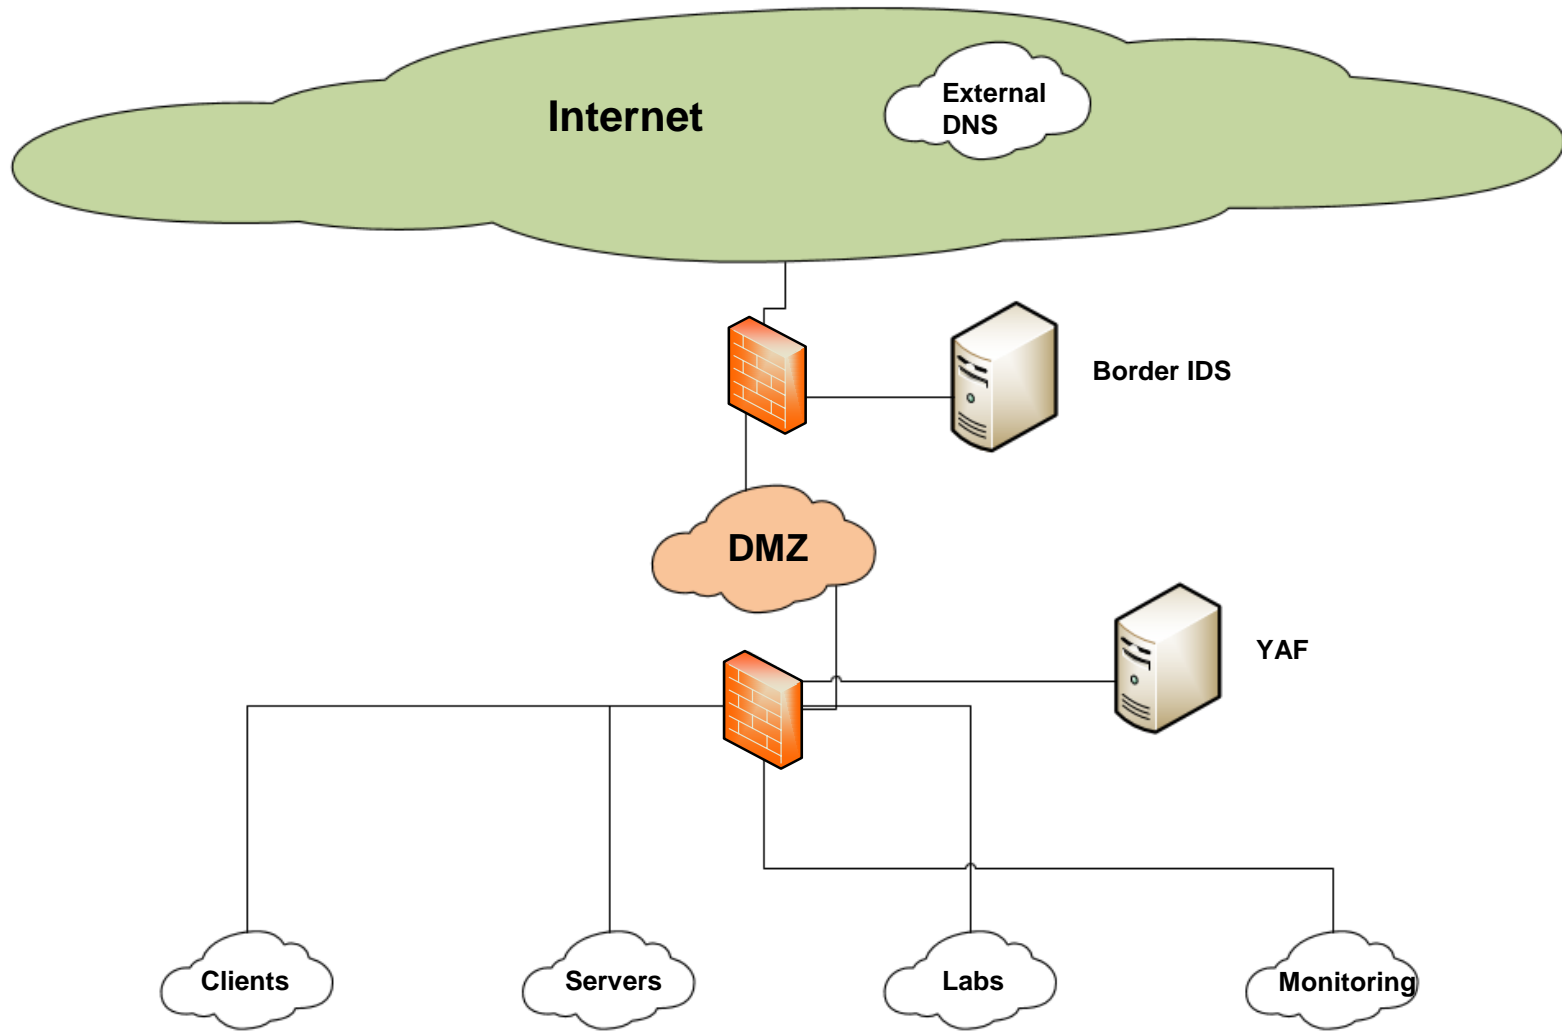 Internet
External
DNS
Border IDS
DMZ
YAF
Clients
Servers
Labs
Monitoring